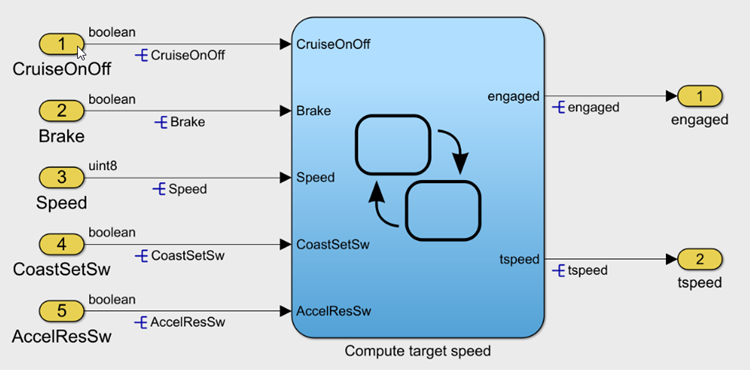 boolean
1
CruiseOnOff
CruiseOnOff
CruiseOnOff
boolean
2
Brake
Brake
Brake
uint8
3
Speed
Speed
Speed
boolean
4
CoastSetSw
CoastSetSw
CoastSetSw
boolean
5
AccelResSw
AccelResSw
AccelResSw
engaged
engaged
1
engaged
tspeed
tspeed
2
tspeed
Compute target speed